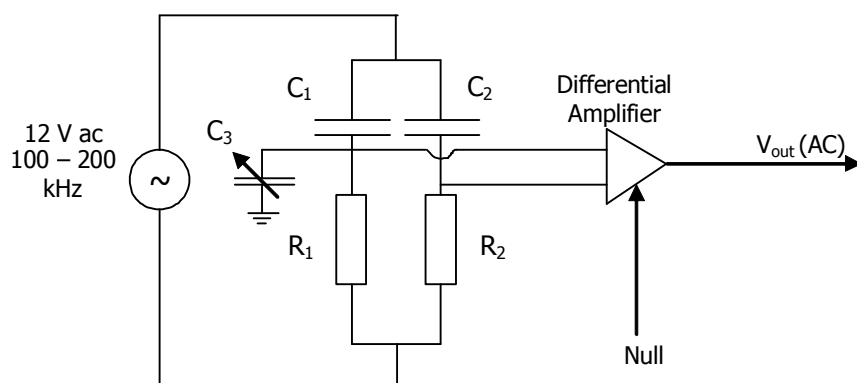 12 V ac
100 – 200
kHz
~
C₃
C₁
C₂
R₁
R₂
Differential
Amplifier
Vout (AC)
Null